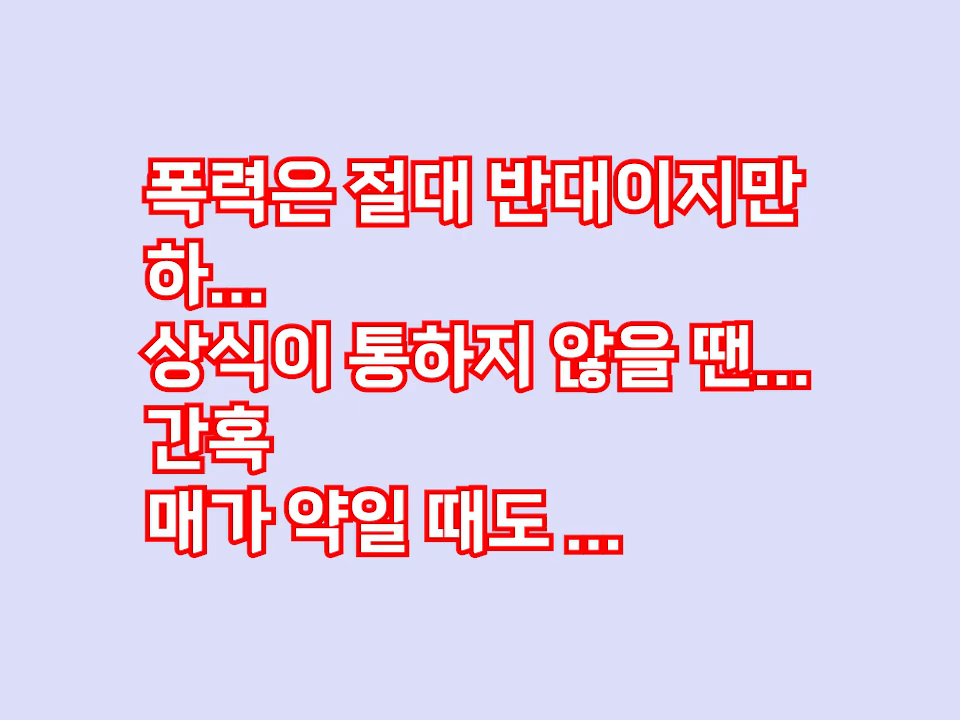 폭력은 절대 반대이지만
하...
상식이 통하지 않을 땐...
간혹
매가 약일 때도 ...